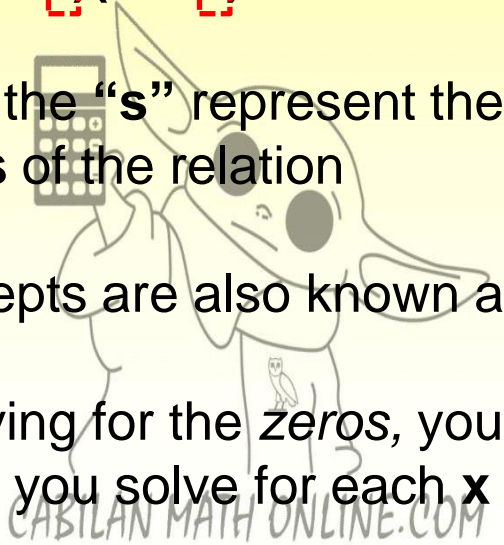 the “s” represent the
s of the relation
epts are also known a
ving for the zeros, you
you solve for each x
CABILAN MATH ONLINE.COM